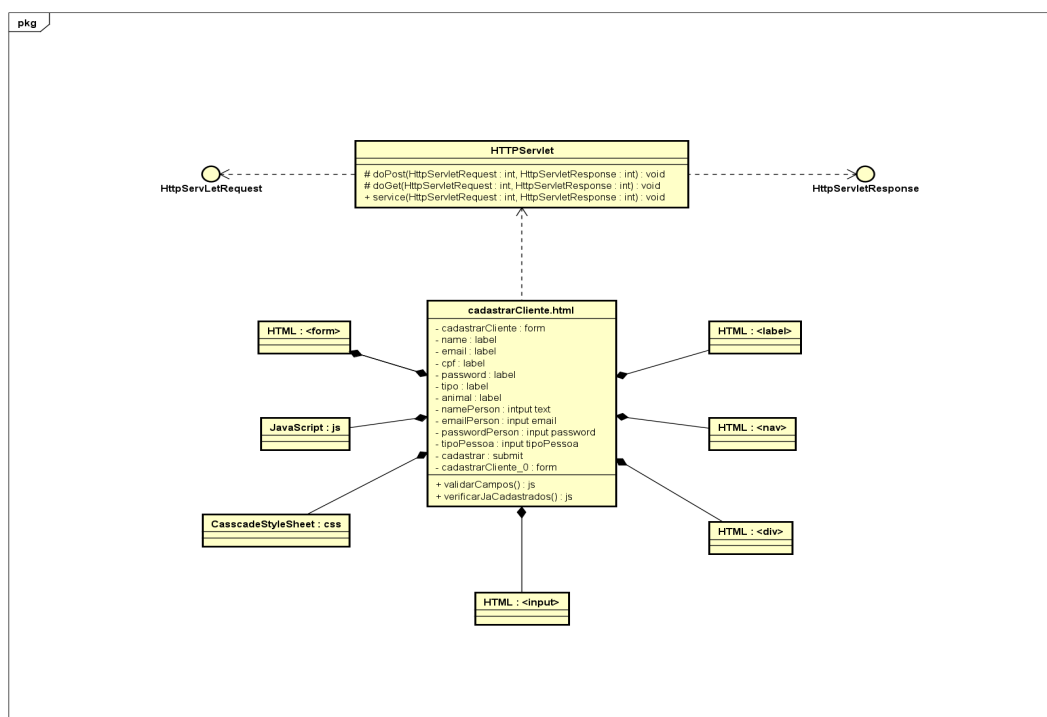 pkg
HTTPServlet
# doPost(HttpServletRequest : int, HttpServletResponse : int) : void
# doGet(HttpServletRequest : int, HttpServletResponse : int) : void
+ service(HttpServletRequest : int, HttpServletResponse : int) : void
HttpServLetRequest
HttpServletResponse
cadastrarCliente.html
- cadastrarCliente : form
- name : label
- email : label
- cpf : label
- password : label
- tipo : label
- animal : label
- namePerson : intput text
- emailPerson : input email
- passwordPerson : input password
- tipoPessoa : input tipoPessoa
- cadastrar : submit
- cadastrarCliente_0 : form
+ validarCampos() : js
+ verificarJaCadastrados() : js
HTML : <form>
HTML : <label>
JavaScript : js
HTML : <nav>
CasscadeStyleSheet : css
HTML : <div>
HTML : <input>